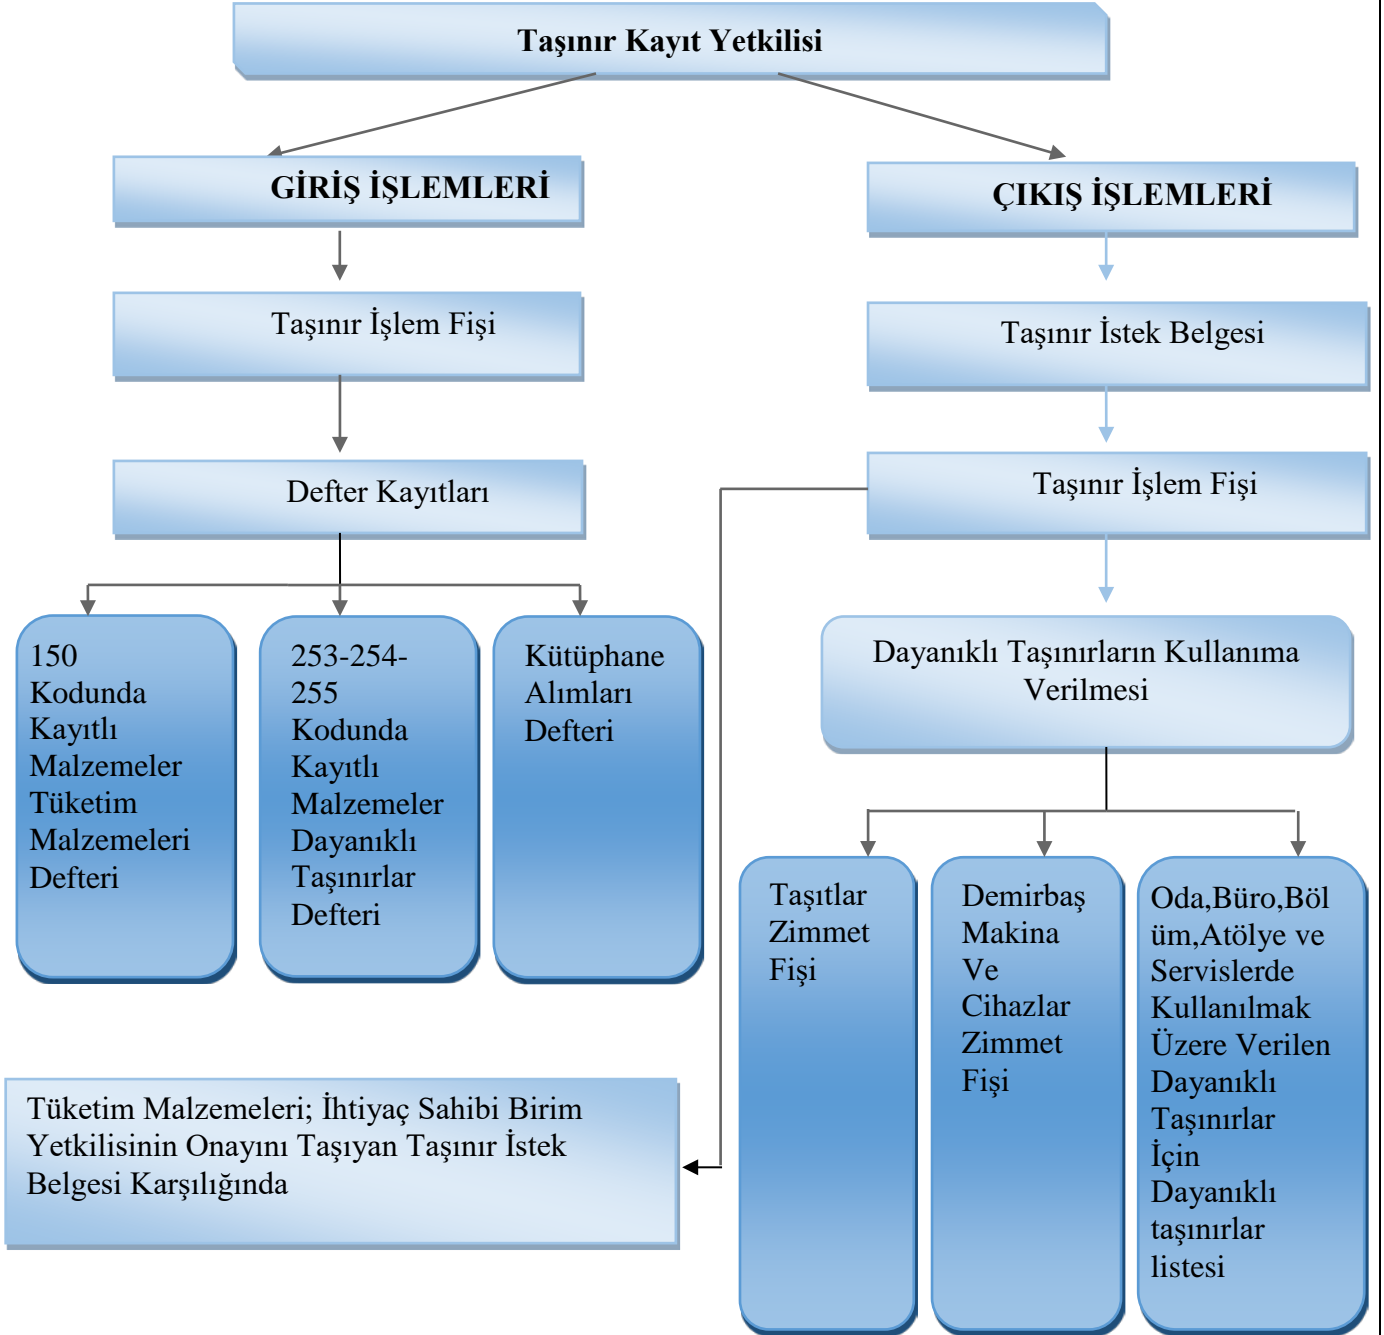 Taşınır Kayıt Yetkilisi
GİRİŞ İŞLEMLERİ
ÇIKIŞ İŞLEMLERİ
Taşınır İşlem Fişi
Taşınır İstek Belgesi
Defter Kayıtları
Taşınır İşlem Fişi
150
Kodunda
Kayıtlı
Malzemeler
Tüketim
Malzemeleri
Defteri
253-254-
255
Kodunda
Kayıtlı
Malzemeler
Dayanıklı
Taşınırlar
Defteri
Kütüphane
Alımları
Defteri
Dayanıklı Taşınırların Kullanıma
Verilmesi
Taşıtlar
Zimmet
Fişi
Demirbaş
Makina
Ve
Cihazlar
Zimmet
Fişi
Oda,Büro,Böl
üm,Atölye ve
Servislerde
Kullanılmak
Üzere Verilen
Dayanıklı
Taşınırlar
İçin
Dayanıklı
taşınırlar
listesi
Tüketim Malzemeleri; İhtiyaç Sahibi Birim
Yetkilisinin Onayını Taşıyan Taşınır İstek
Belgesi Karşılığında